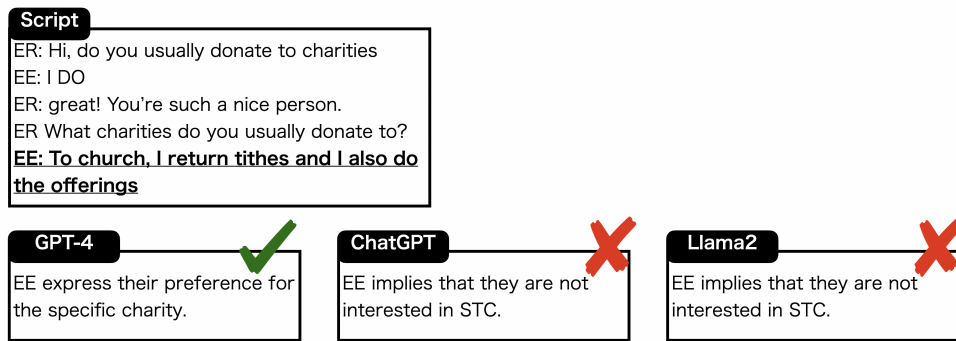 Script
ER: Hi, do you usually donate to charities
EE: I DO
ER: great! You're such a nice person.
ER What charities do you usually donate to?
EE: To church, I return tithes and I also do
the offerings
GPT-4
EE express their preference for
the specific charity.
ChatGPT
EE implies that they are not
interested in STC.
Llama2
EE implies that they are not
interested in STC.